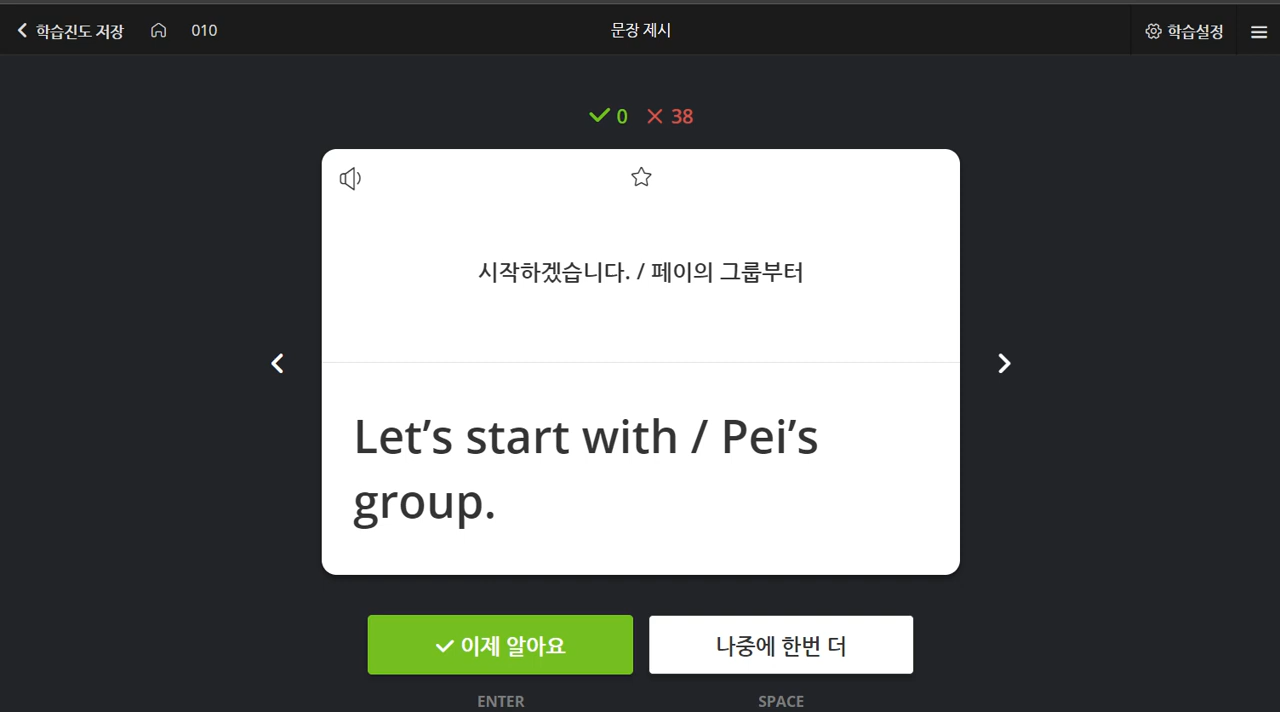 학습진도 저장
010
문장 제시
학습설정
0
38
시작하겠습니다. / 페이의 그룹부터
Let’s start with / Pei’s
group.
이제 알아요
나중에 한번 더
ENTER
SPACE